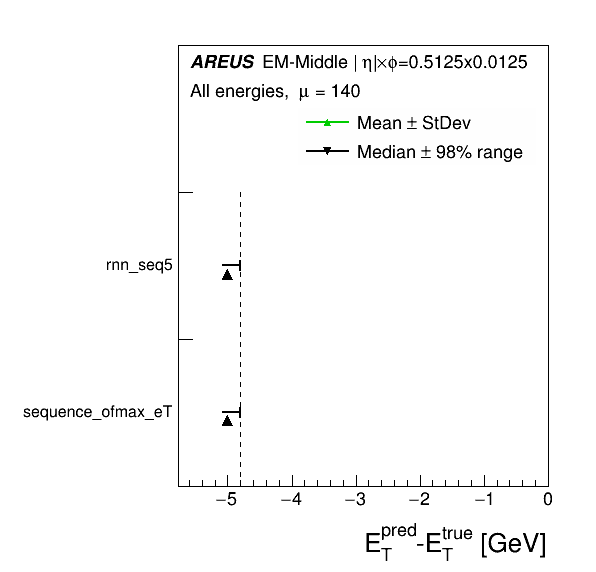 AREUS EM-Middle |η|×φ=0.5125x0.0125
All energies, μ = 140
Mean ± StDev
Median ± 98% range
rnn_seq5
sequence_ofmax_eT
−5 −4 −3 −2 −1 0
E_T^pred-E_T^true [GeV]